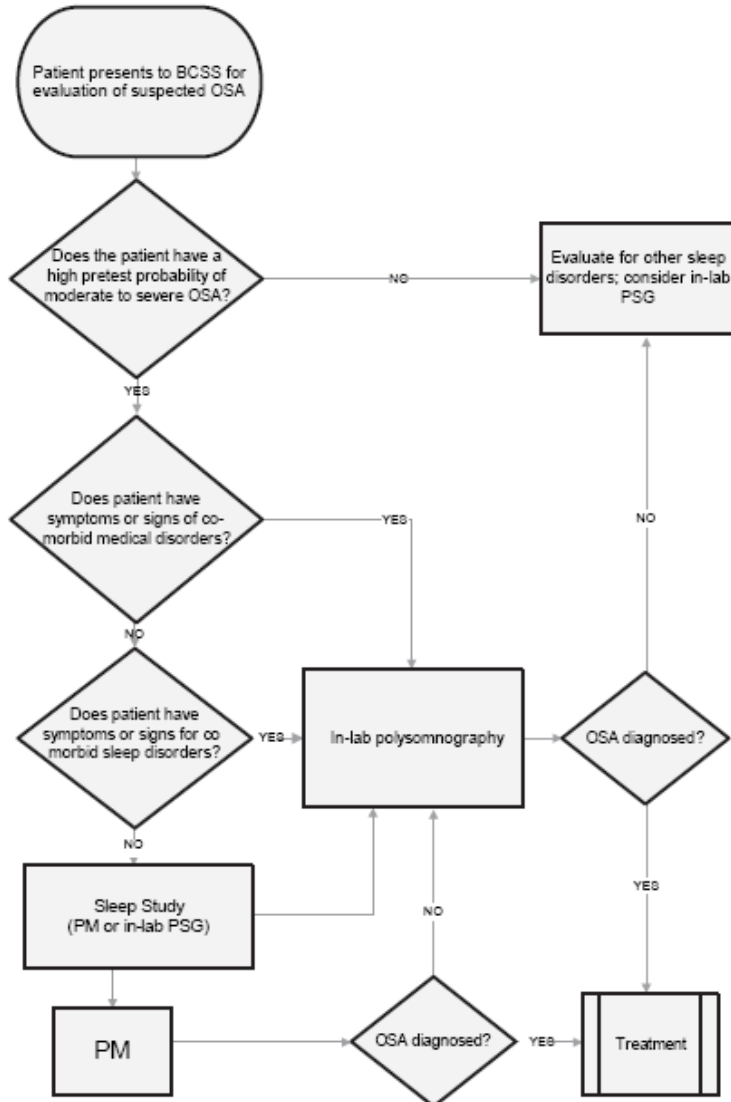 Patient presents to BCSS for
evaluation of suspected OSA
Does the patient have a
high pretest probability of
moderate to severe OSA?
NO
Evaluate for other sleep
disorders; consider in-lab
PSG
YES
Does patient have
symptoms or signs of co-
morbid medical disorders?
YES
NO
NO
Does patient have
symptoms or signs for co
morbid sleep disorders?
YES
In-lab polysomnography
OSA diagnosed?
NO
YES
Sleep Study
(PM or in-lab PSG)
NO
PM
OSA diagnosed?
YES
Treatment